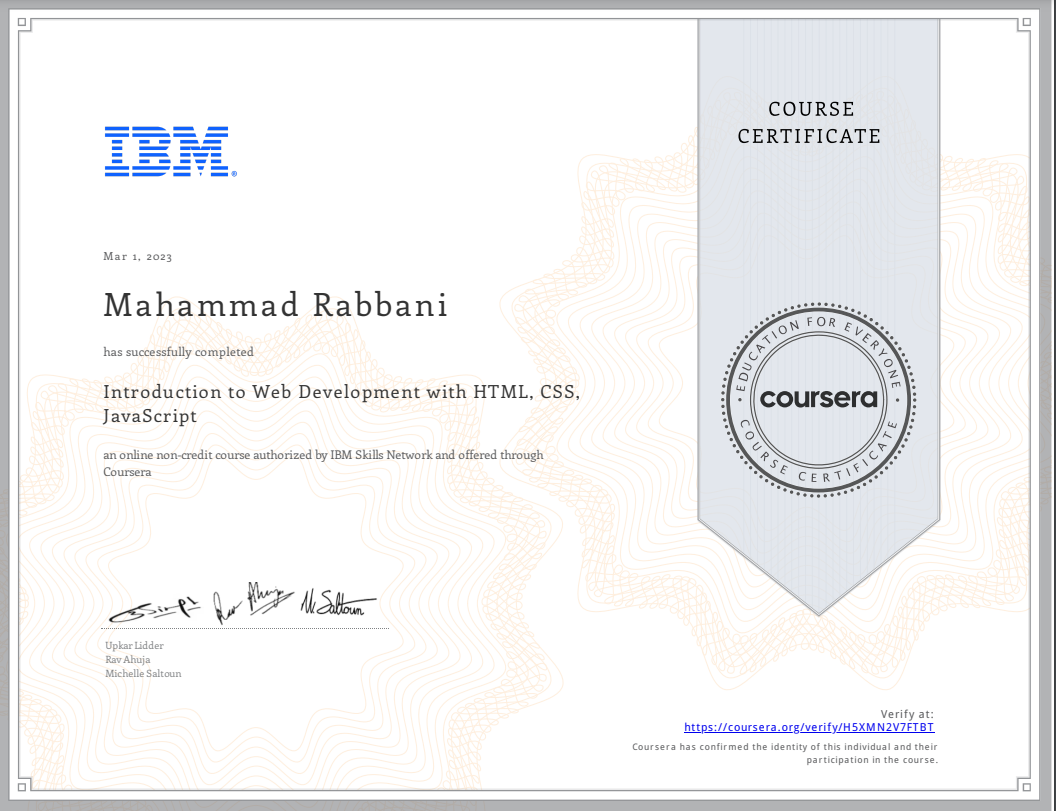 IBM®
COURSE
CERTIFICATE
Mar 1, 2023
Mahammad Rabbani
has successfully completed
Introduction to Web Development with HTML, CSS,
JavaScript
an online non-credit course authorized by IBM Skills Network and offered through
Coursera
EDUCATION FOR EVERYONE
coursera
COURSE CERTIFICATE
Rav Ahuja
M. Saltoun
Upkar Lidder
Rav Ahuja
Michelle Saltoun
Verify at:
https://coursera.org/verify/H5XMN2V7FTBT
Coursera has confirmed the identity of this individual and their
participation in the course.